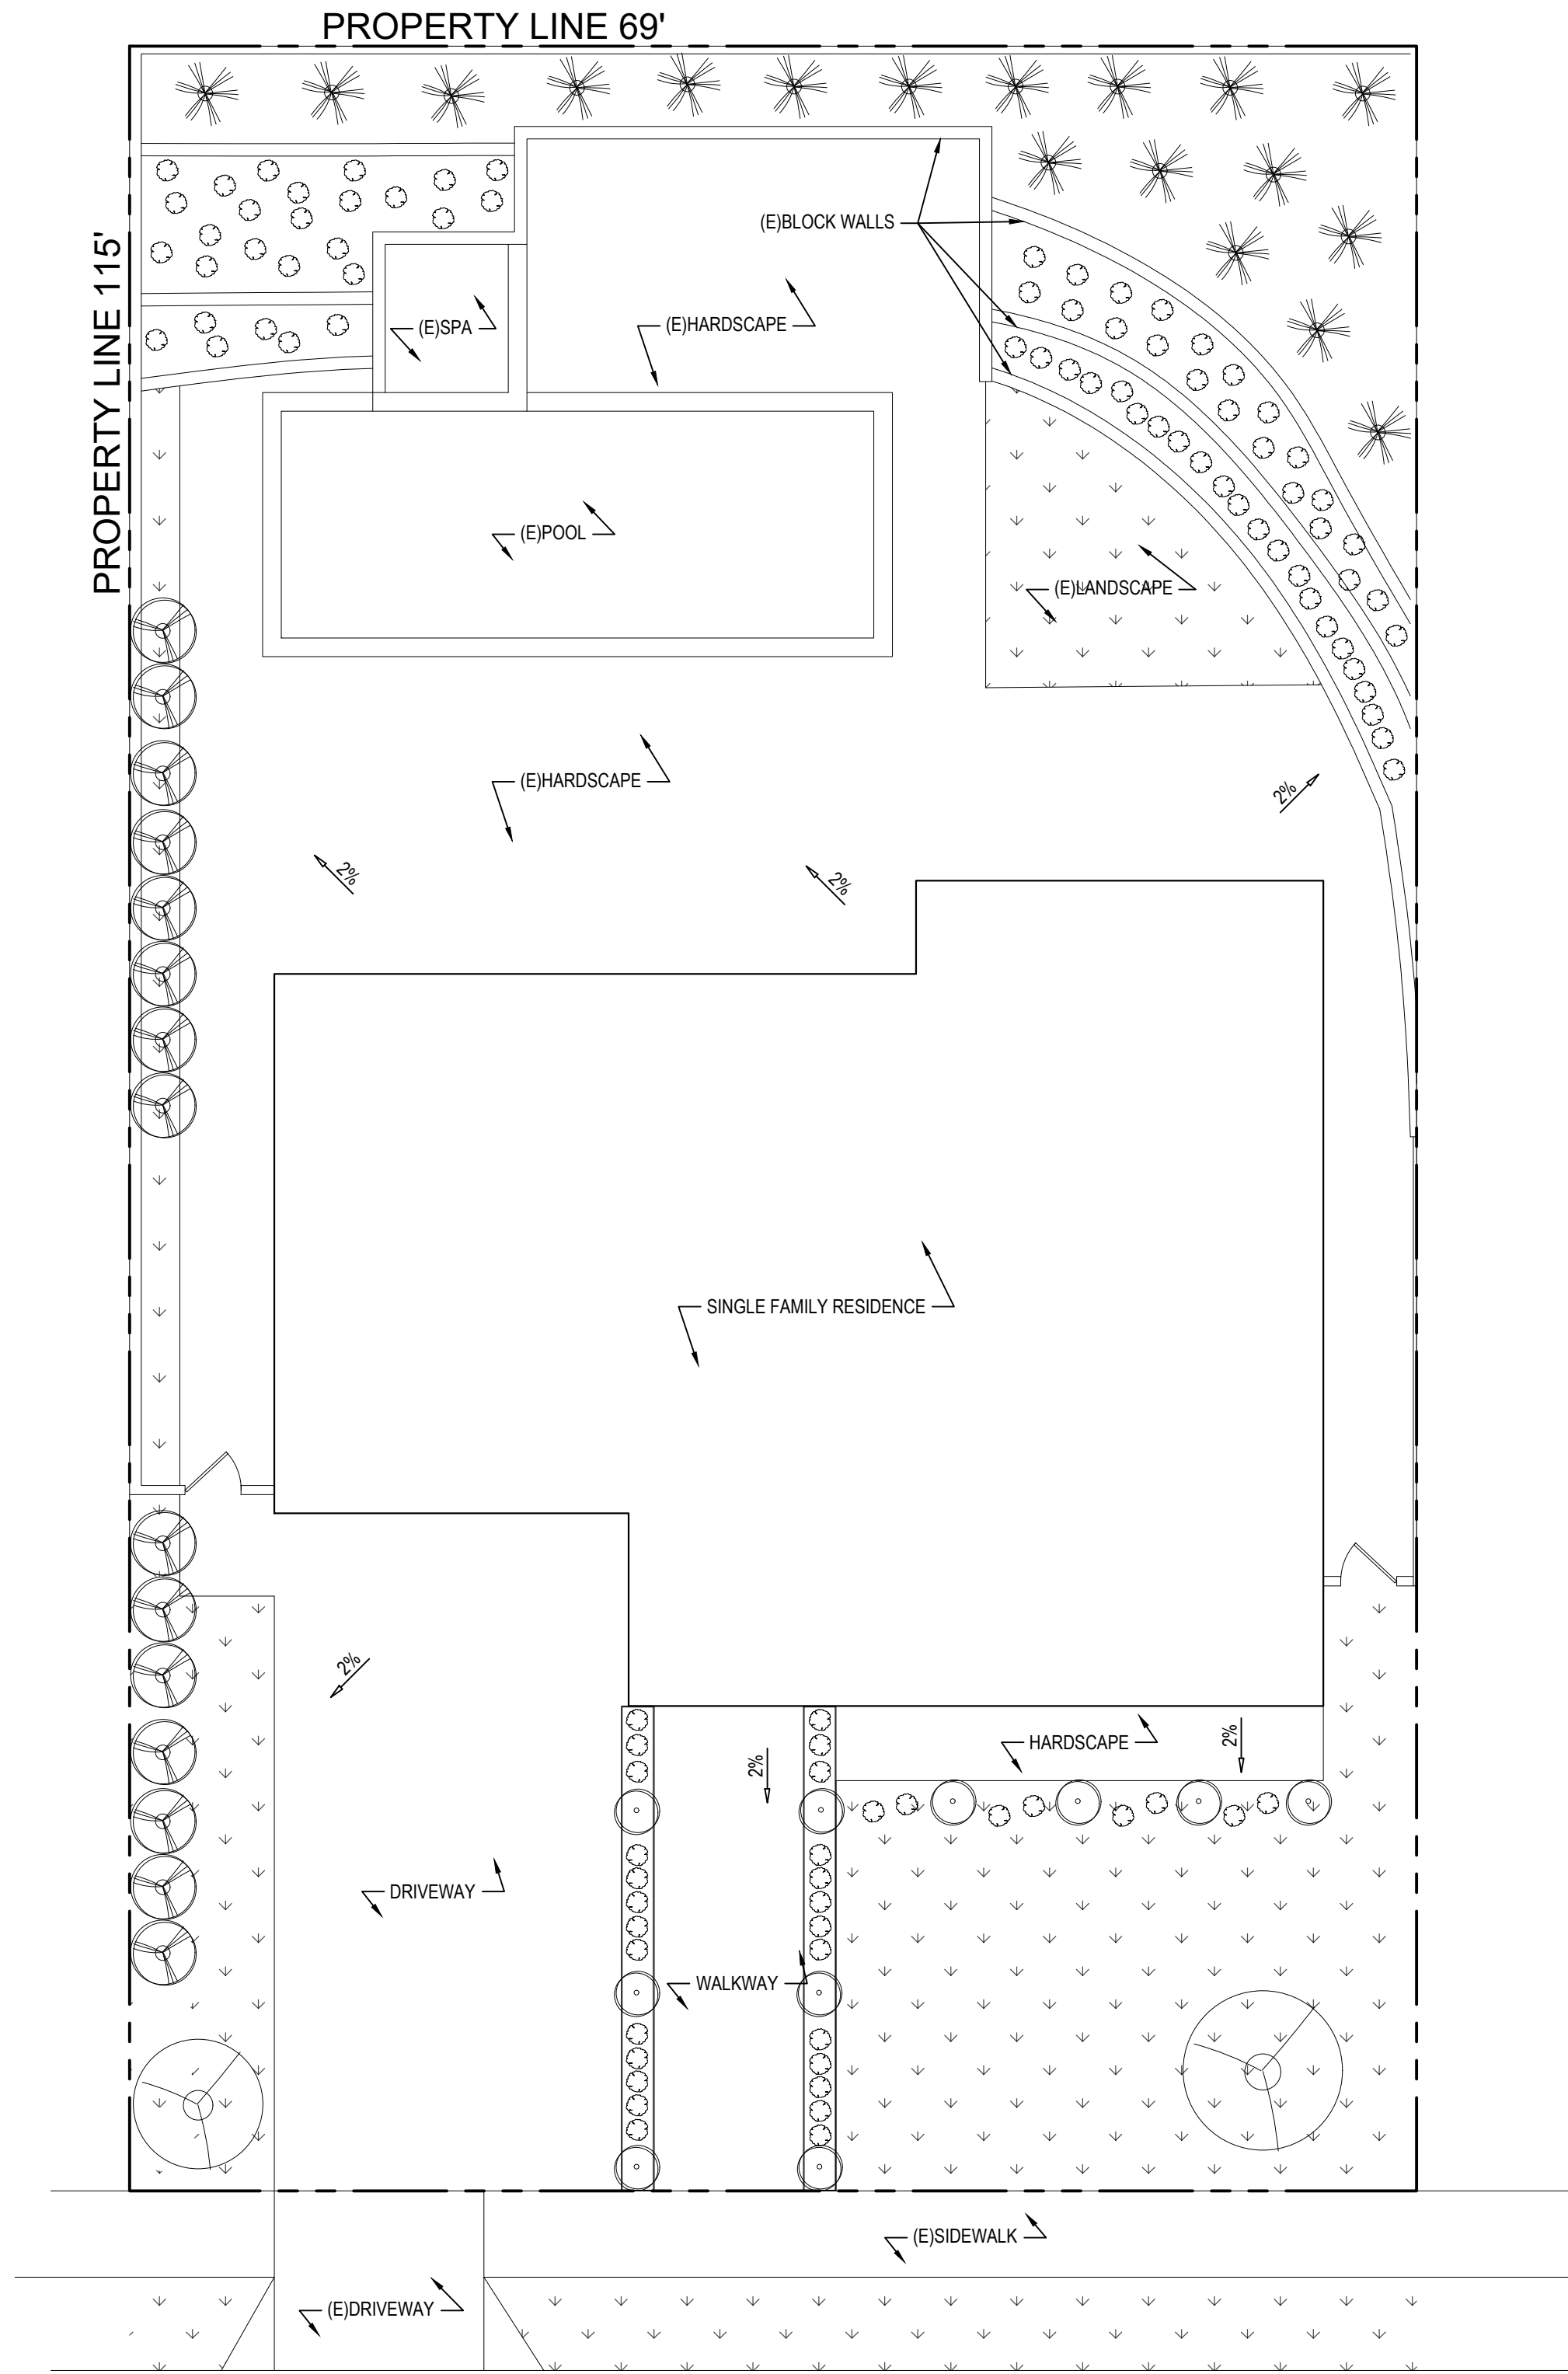 PROPERTY LINE 69'
PROPERTY LINE 115'
(E)BLOCK WALLS
(E)SPA
(E)HARDSCAPE
(E)POOL
(E)LANDSCAPE
(E)HARDSCAPE
2%
2%
2%
SINGLE FAMILY RESIDENCE
2%
HARDSCAPE
2%
2%
DRIVEWAY
WALKWAY
(E)SIDEWALK
(E)DRIVEWAY